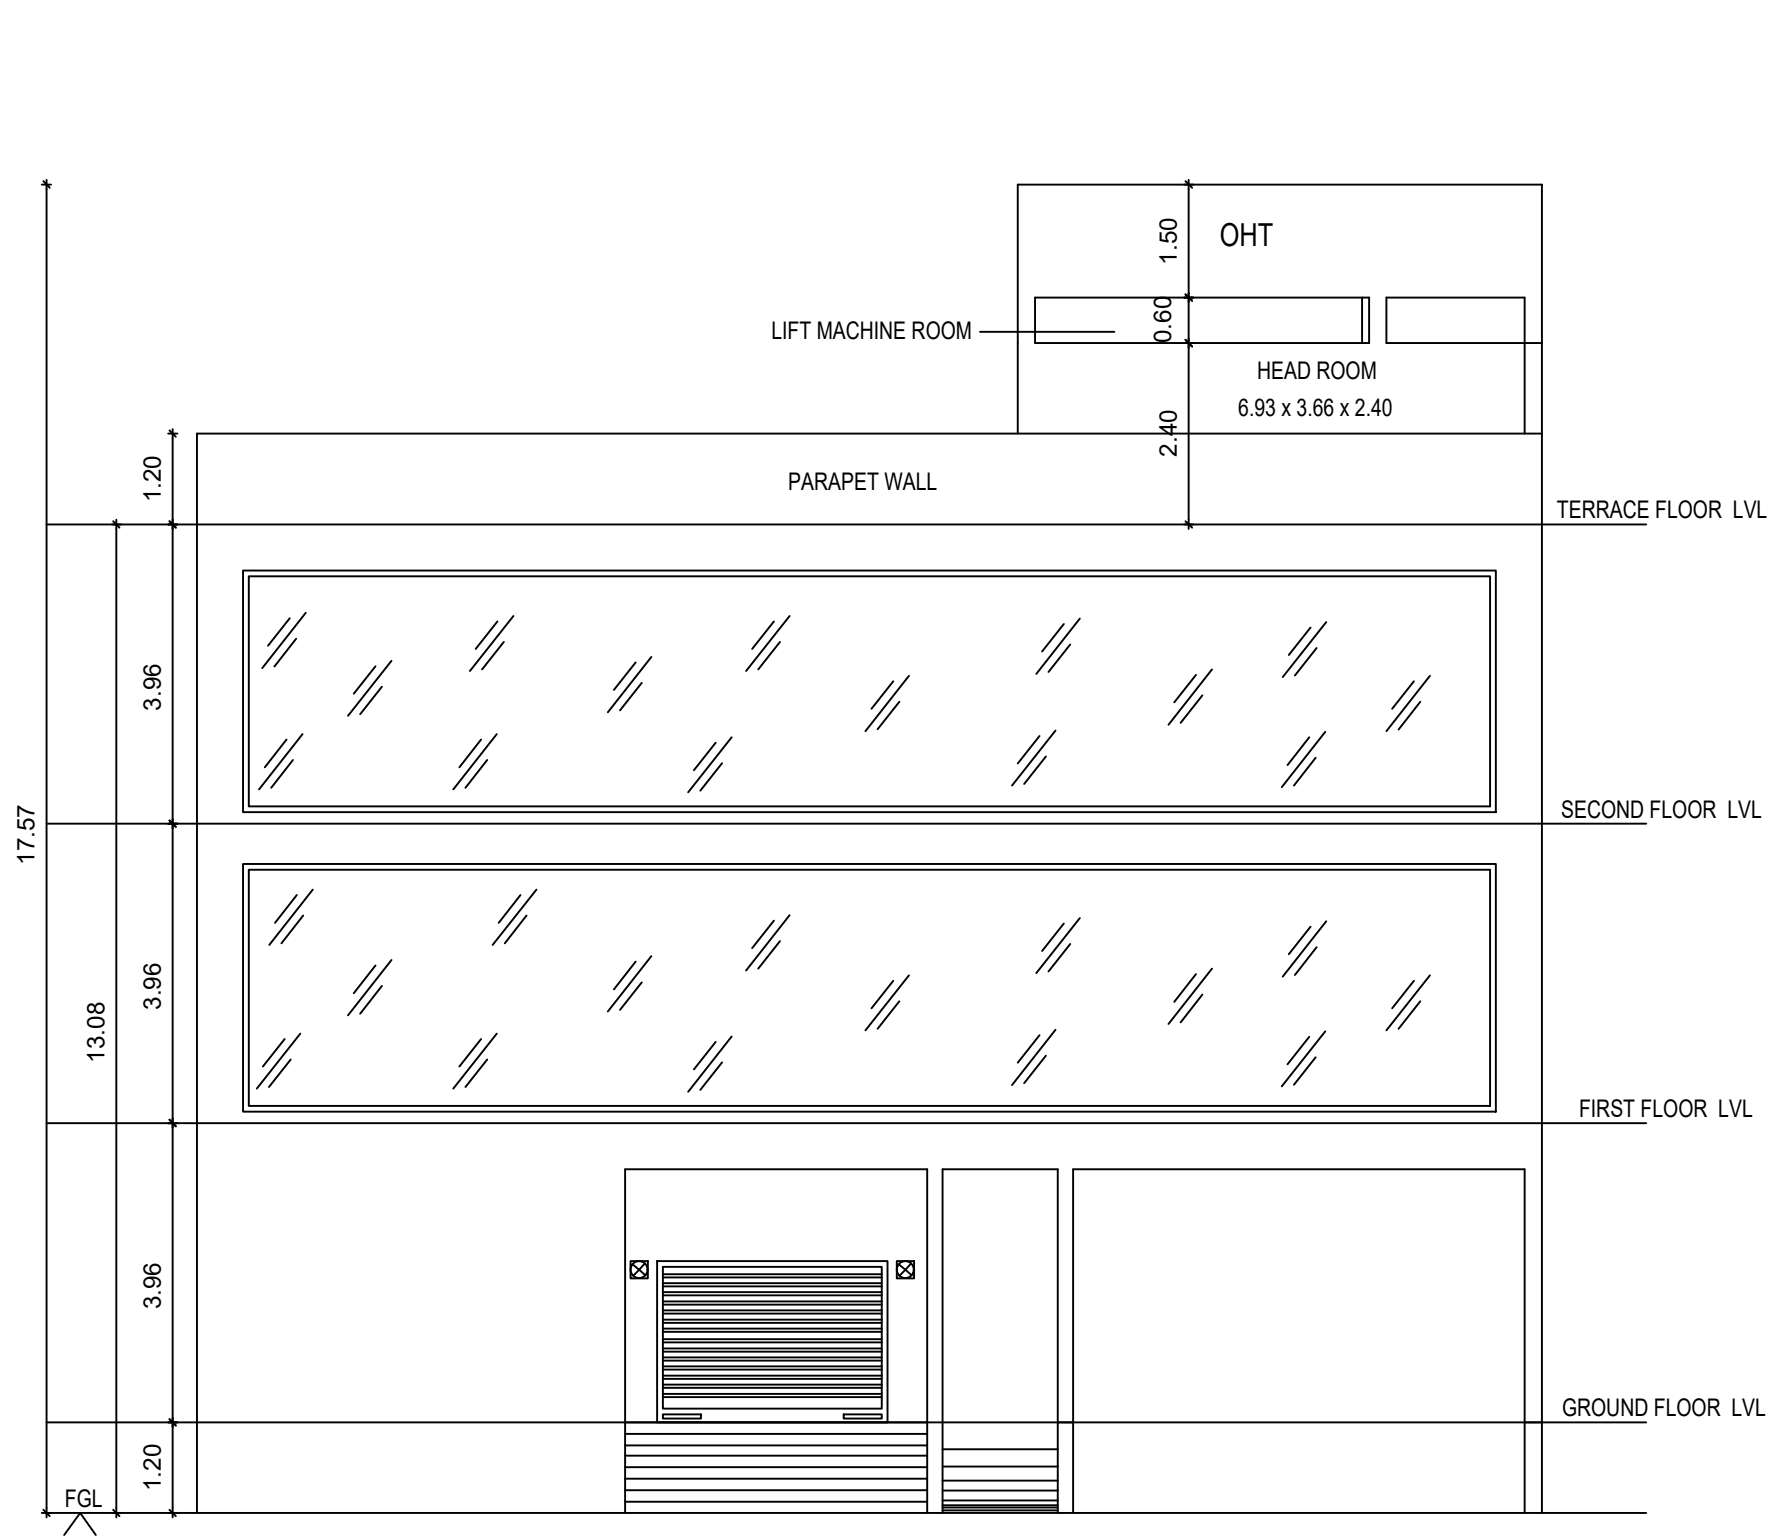 1.50
OHT
0.60
LIFT MACHINE ROOM
HEAD ROOM
6.93 x 3.66 x 2.40
2.40
1.20
PARAPET WALL
TERRACE FLOOR LVL
3.96
17.57
SECOND FLOOR LVL
3.96
13.08
FIRST FLOOR LVL
3.96
GROUND FLOOR LVL
1.20
FGL